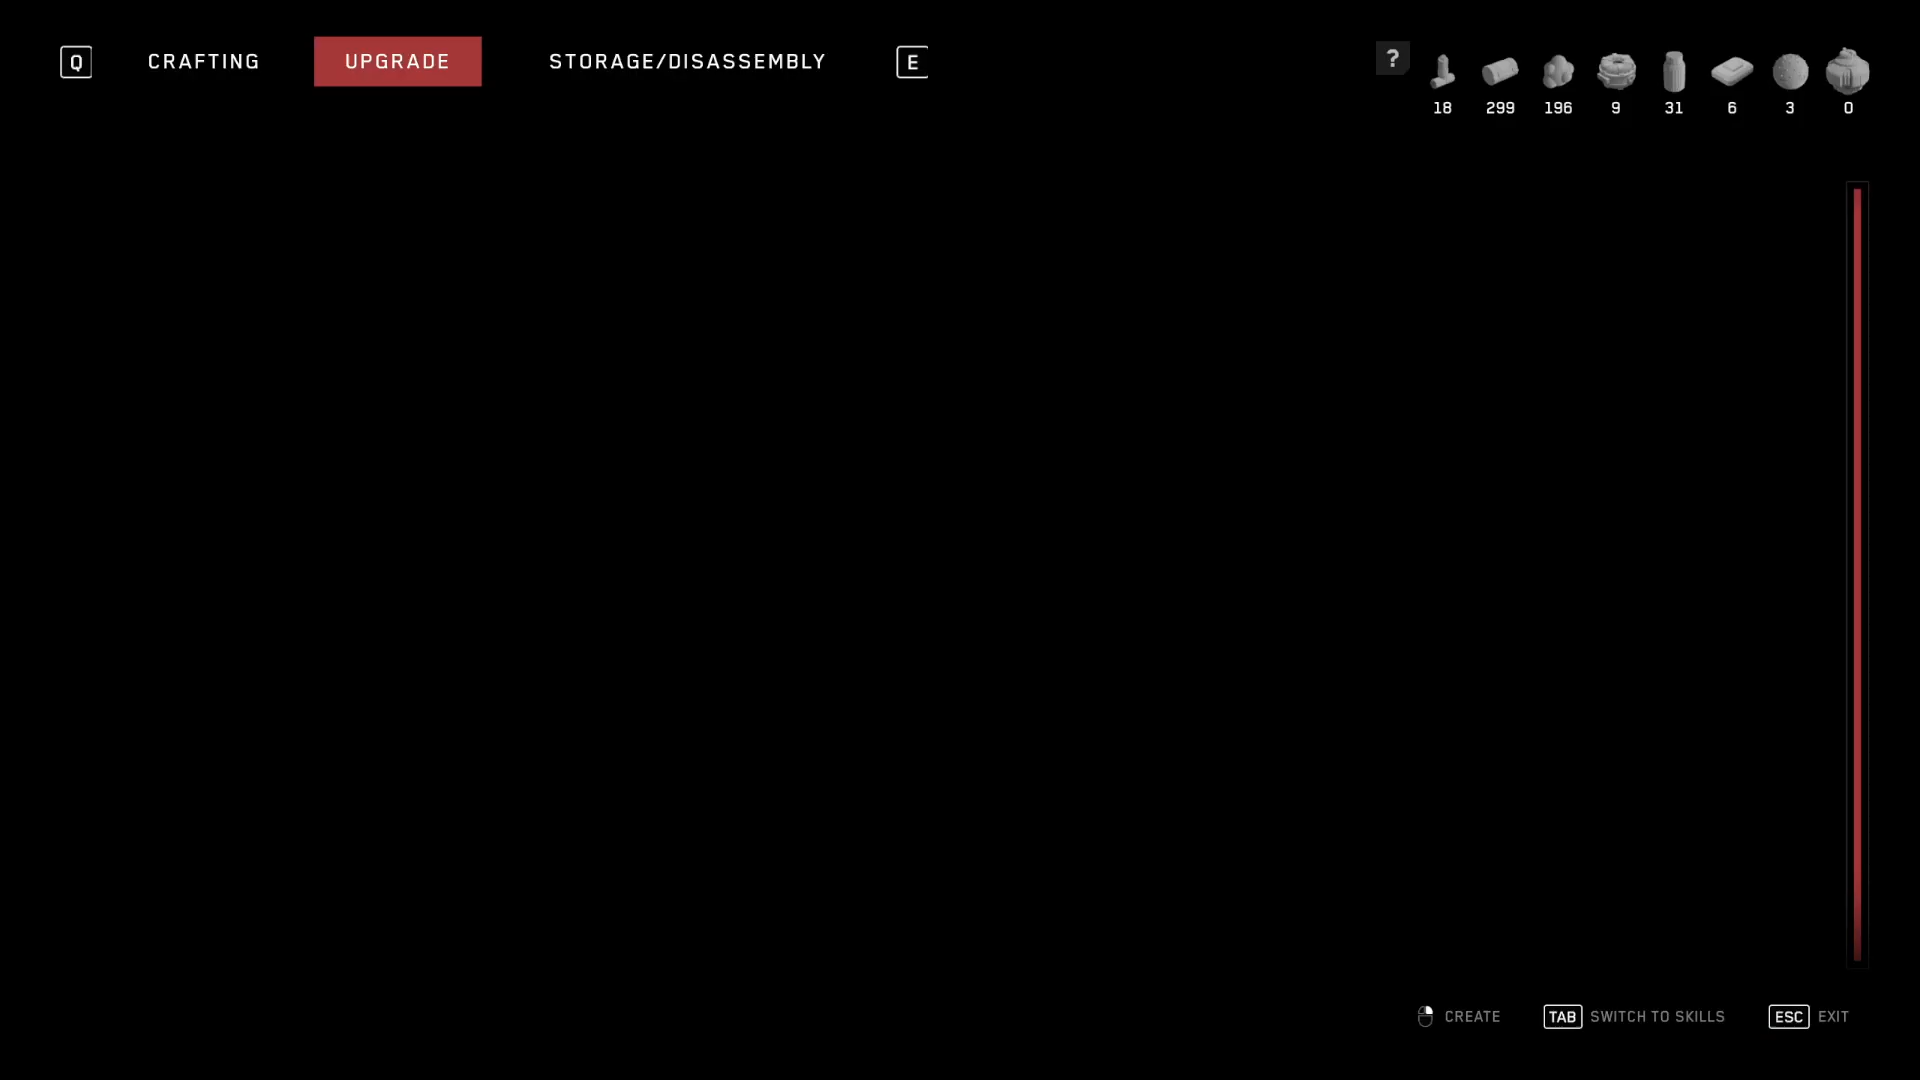 Q CRAFTING UPGRADE STORAGE/DISASSEMBLY E ?
18 299 196 9 31 6 3 0
CREATE TAB SWITCH TO SKILLS ESC EXIT